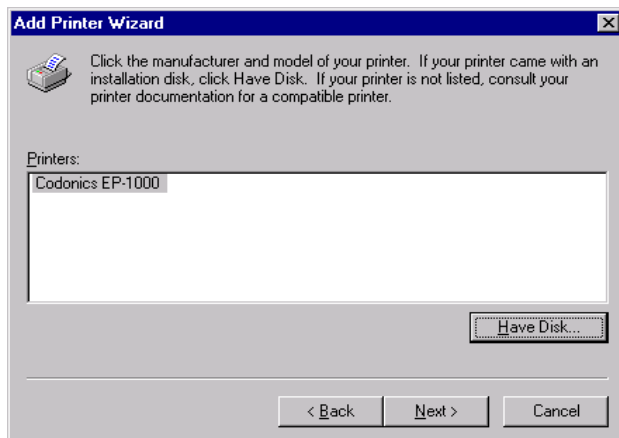 Add Printer Wizard
Click the manufacturer and model of your printer. If your printer came with an
installation disk, click Have Disk. If your printer is not listed, consult your
printer documentation for a compatible printer.
Printers:
Codonics EP-1000
Have Disk...
< Back Next > Cancel